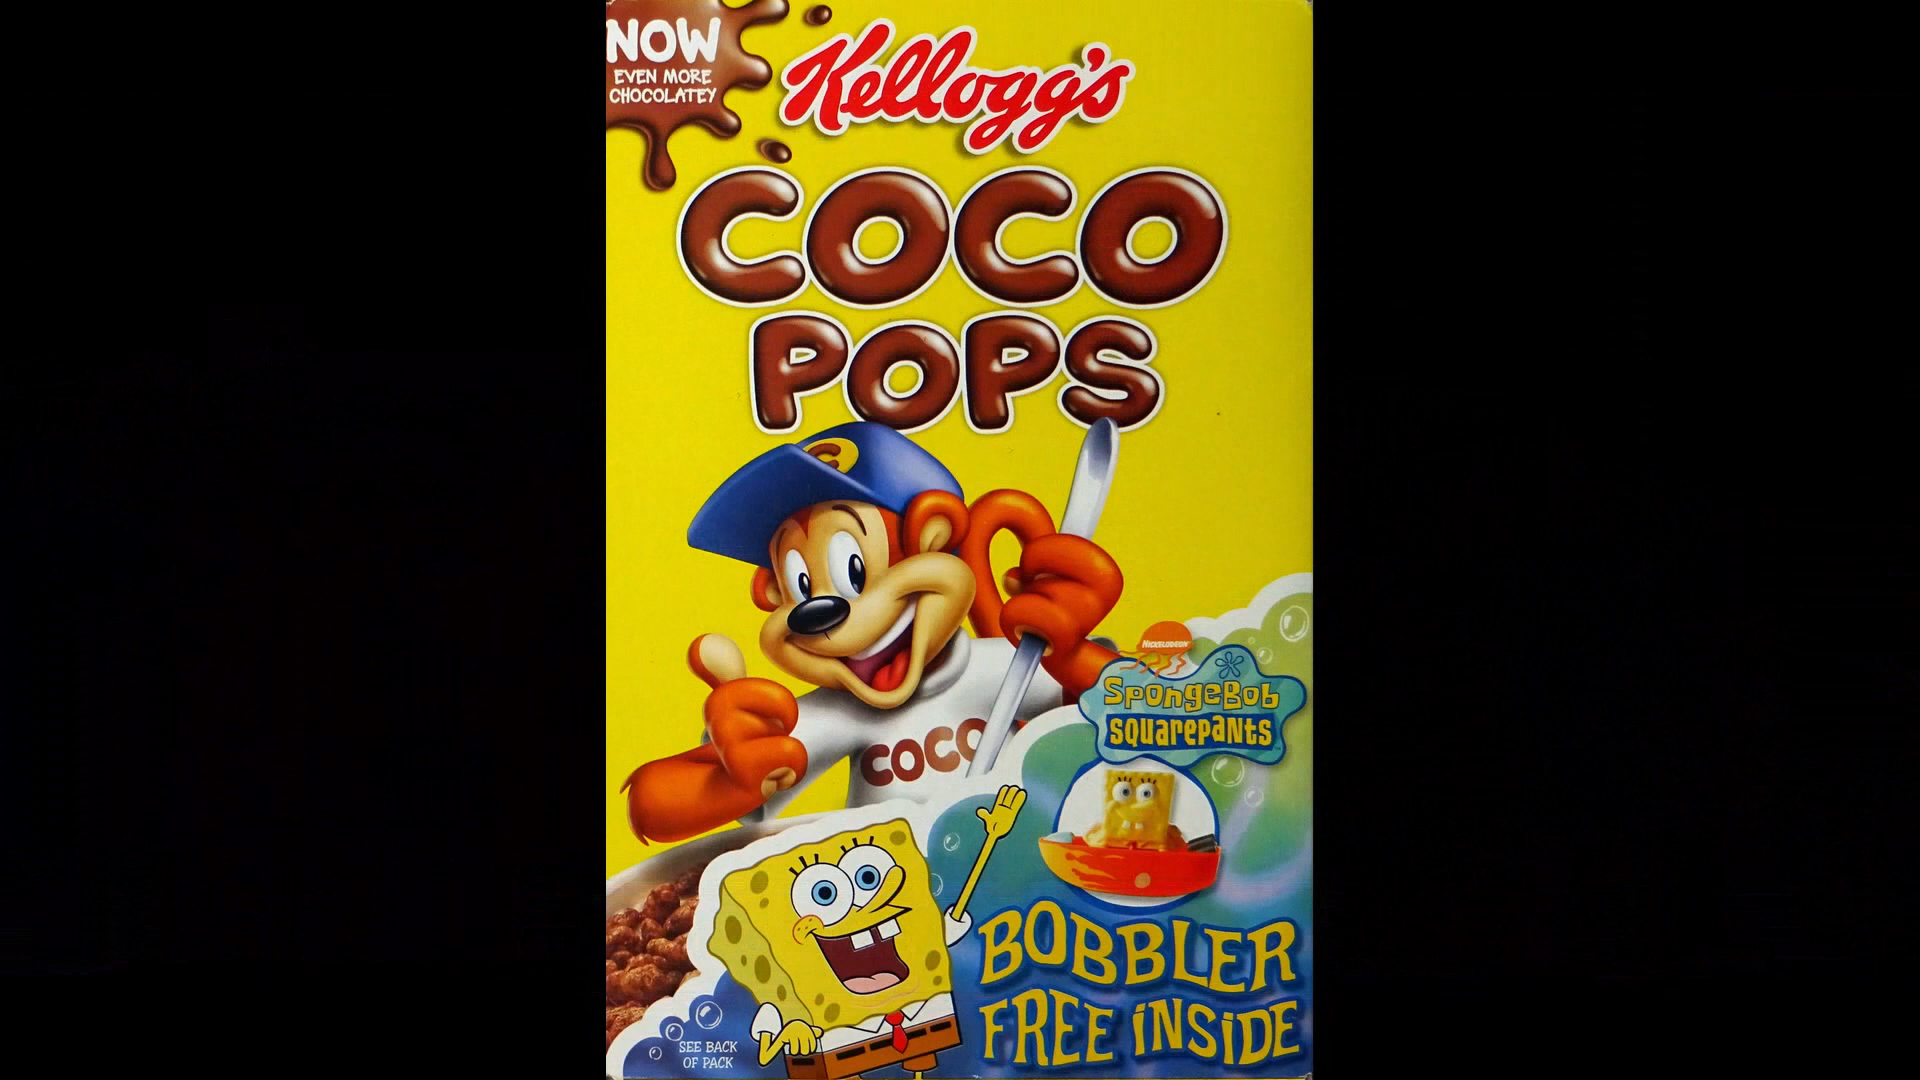 NOW
EVEN MORE
CHOCOLATEY
Kellogg's
COCO
POPS
COCO
NICKELODEON
SpongeBob
SQUAREPANTS
BOBBLER
FREE INSIDE
SEE BACK
OF PACK